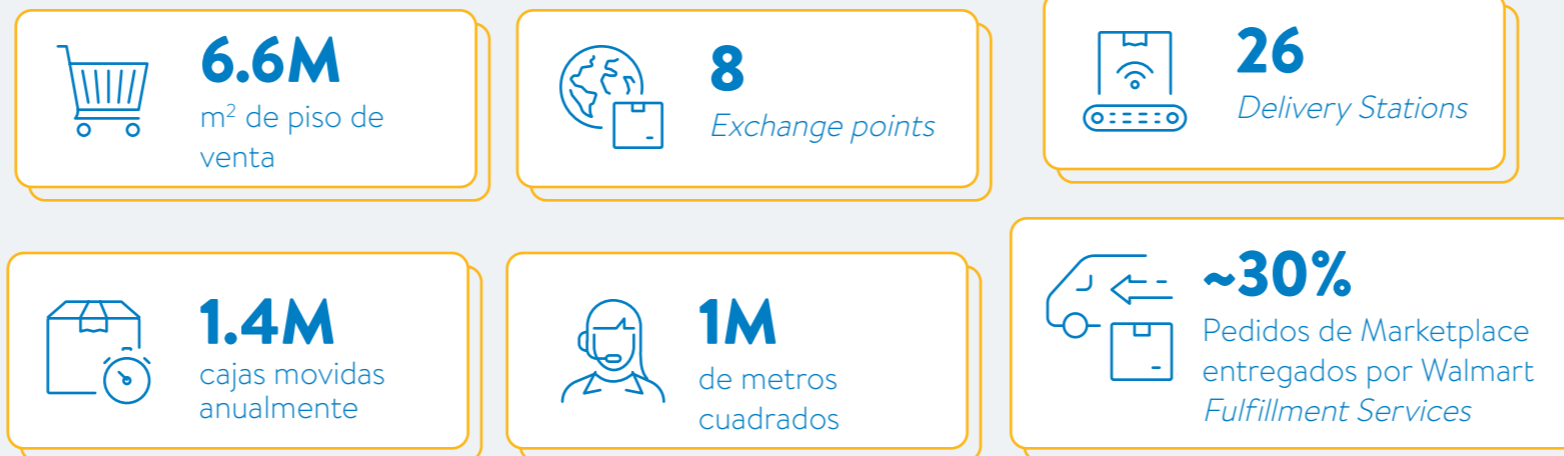 6.6M
m² de piso de
venta
8
Exchange points
26
Delivery Stations
1.4M
cajas movidas
anualmente
1M
de metros
cuadrados
~30%
Pedidos de Marketplace
entregados por Walmart
Fulfillment Services